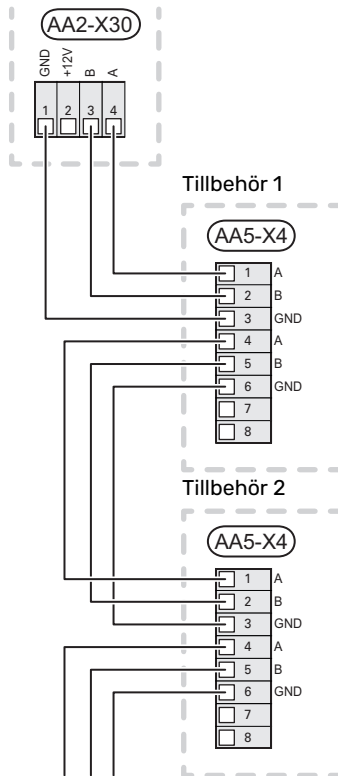 AA2-X30
GND +12V B A
1 2 3 4
Tillbehör 1
AA5-X4
1 A
2 B
3 GND
4 A
5 B
6 GND
7
8
Tillbehör 2
AA5-X4
1 A
2 B
3 GND
4 A
5 B
6 GND
7
8